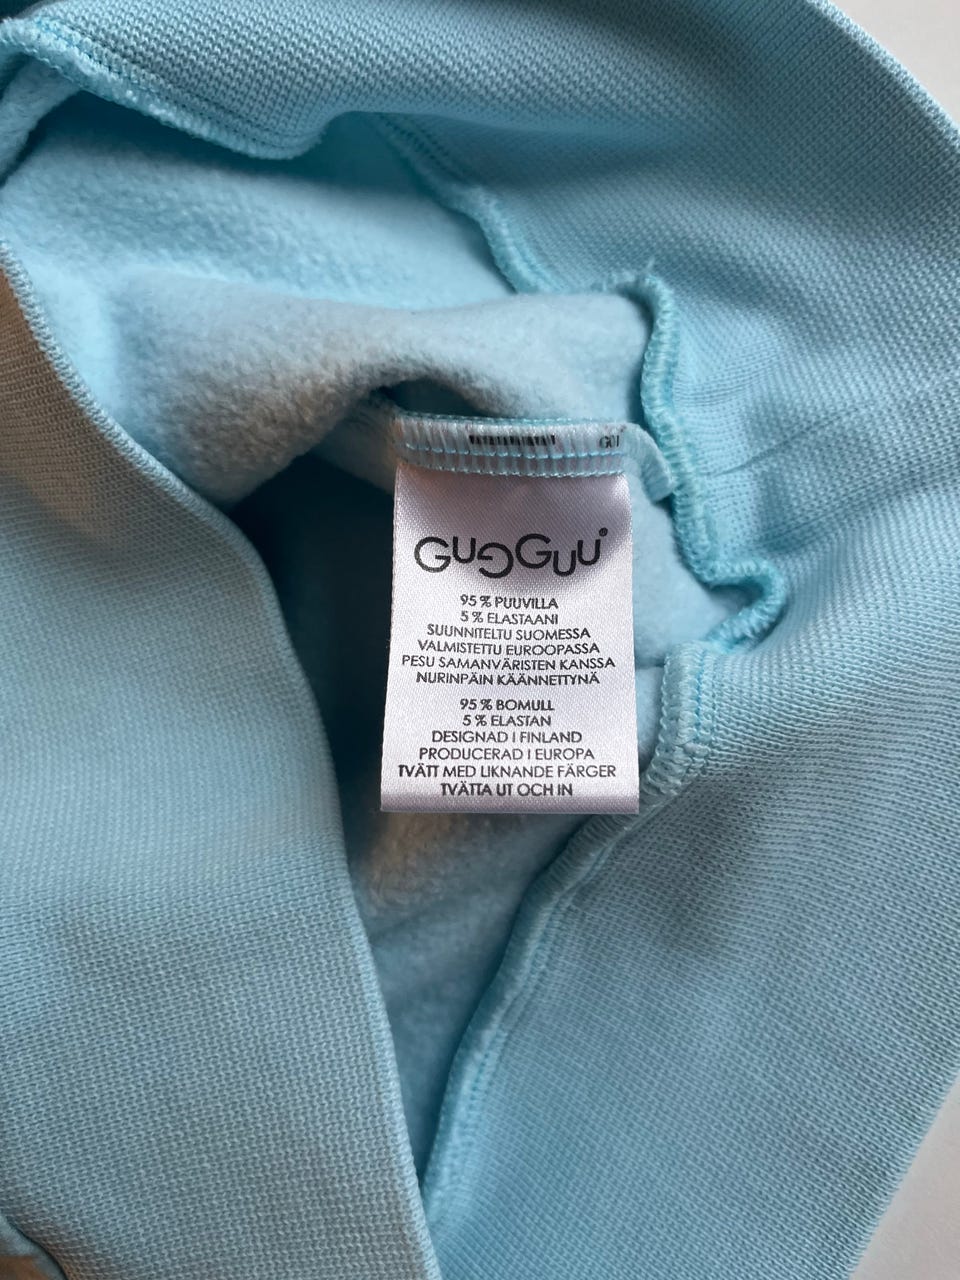 GUGGUU
95 % PUUVILLA
5 % ELASTAANI
SUUNNITELTU SUOMESSA
VALMISTETTU EUROOPASSA
PESU SAMANVÄRISTEN KANSSA
NURINPÄIN KÄÄNNETTYNÄ
95 % BOMULL
5 % ELASTAN
DESIGNAD I FINLAND
PRODUCERAD I EUROPA
TVÄTT MED LIKNANDE FÄRGER
TVÄTTA UT OCH IN